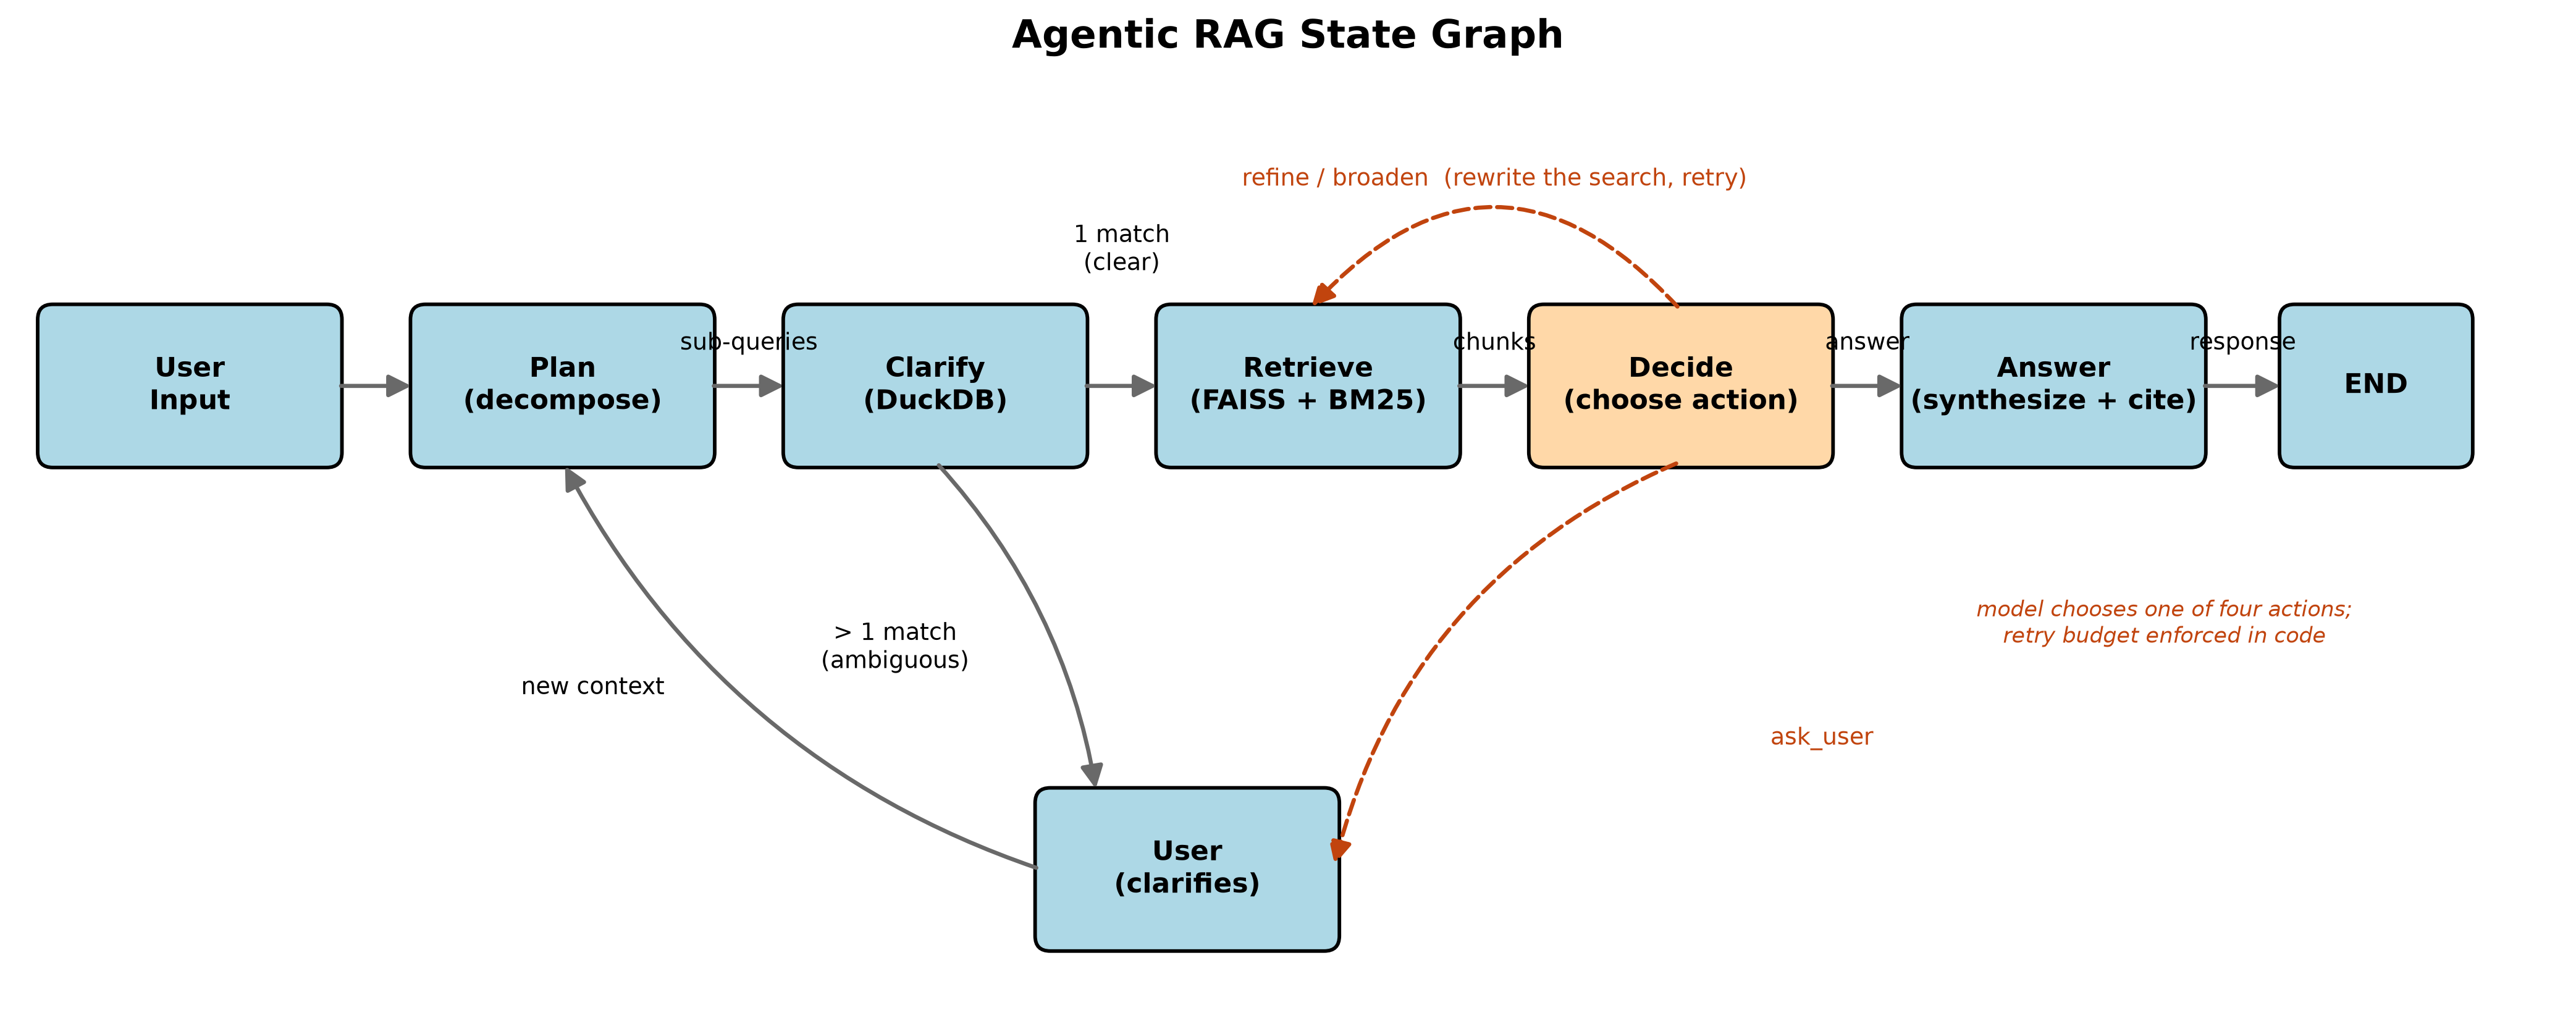 Agentic RAG State Graph
refine / broaden  (rewrite the search, retry)
1 match
(clear)
User
Input
sub-queries
Plan
(decompose)
Clarify
(DuckDB)
chunks
Retrieve
(FAISS + BM25)
Decide
(choose action)
answer
Answer
(synthesize + cite)
response
END
> 1 match
(ambiguous)
new context
model chooses one of four actions;
retry budget enforced in code
ask_user
User
(clarifies)